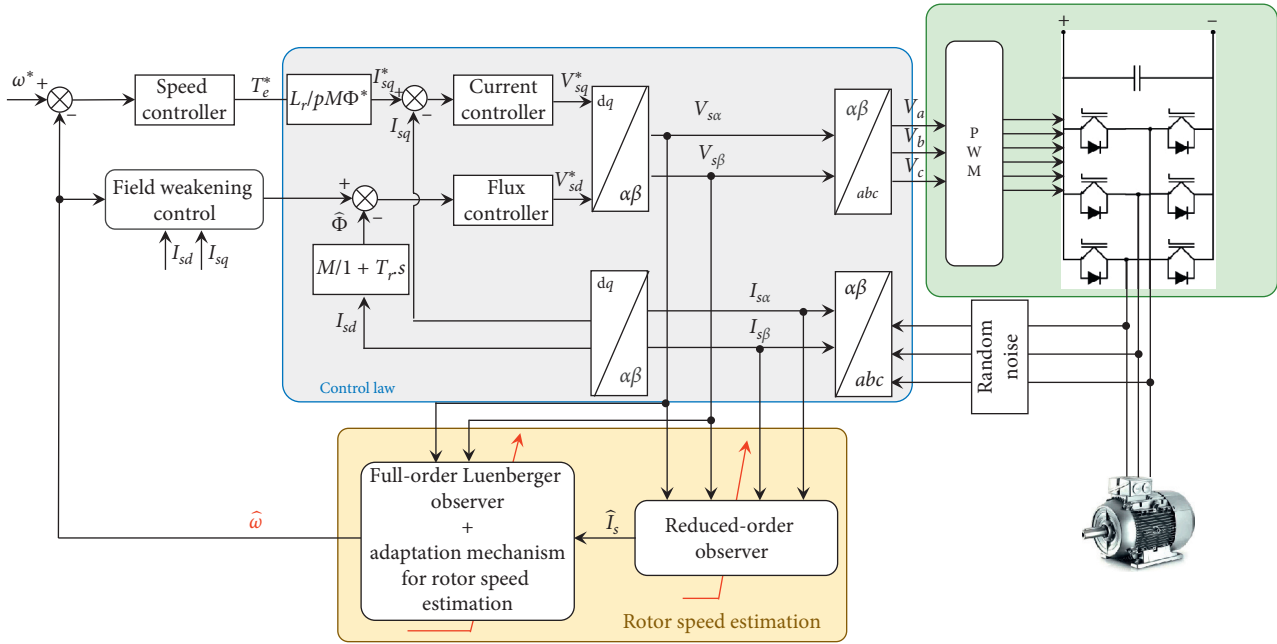 ω* +
−
Speed
controller
T*e
Lr/pMΦ*
I*sq
+
−
Isq
Current
controller
V*sq
dq
αβ
Vsα
Vsβ
αβ
abc
Va
Vb
Vc
P
W
M
+
−
Field weakening
control
Isd
Isq
+
−
Φ̂
Flux
controller
V*sd
M/1 + Tr.s
Isd
dq
αβ
Isα
Isβ
αβ
abc
Random
noise
Control law
Full-order Luenberger
observer
+
adaptation mechanism
for rotor speed
estimation
ω̂
Îs
Reduced-order
observer
Rotor speed estimation